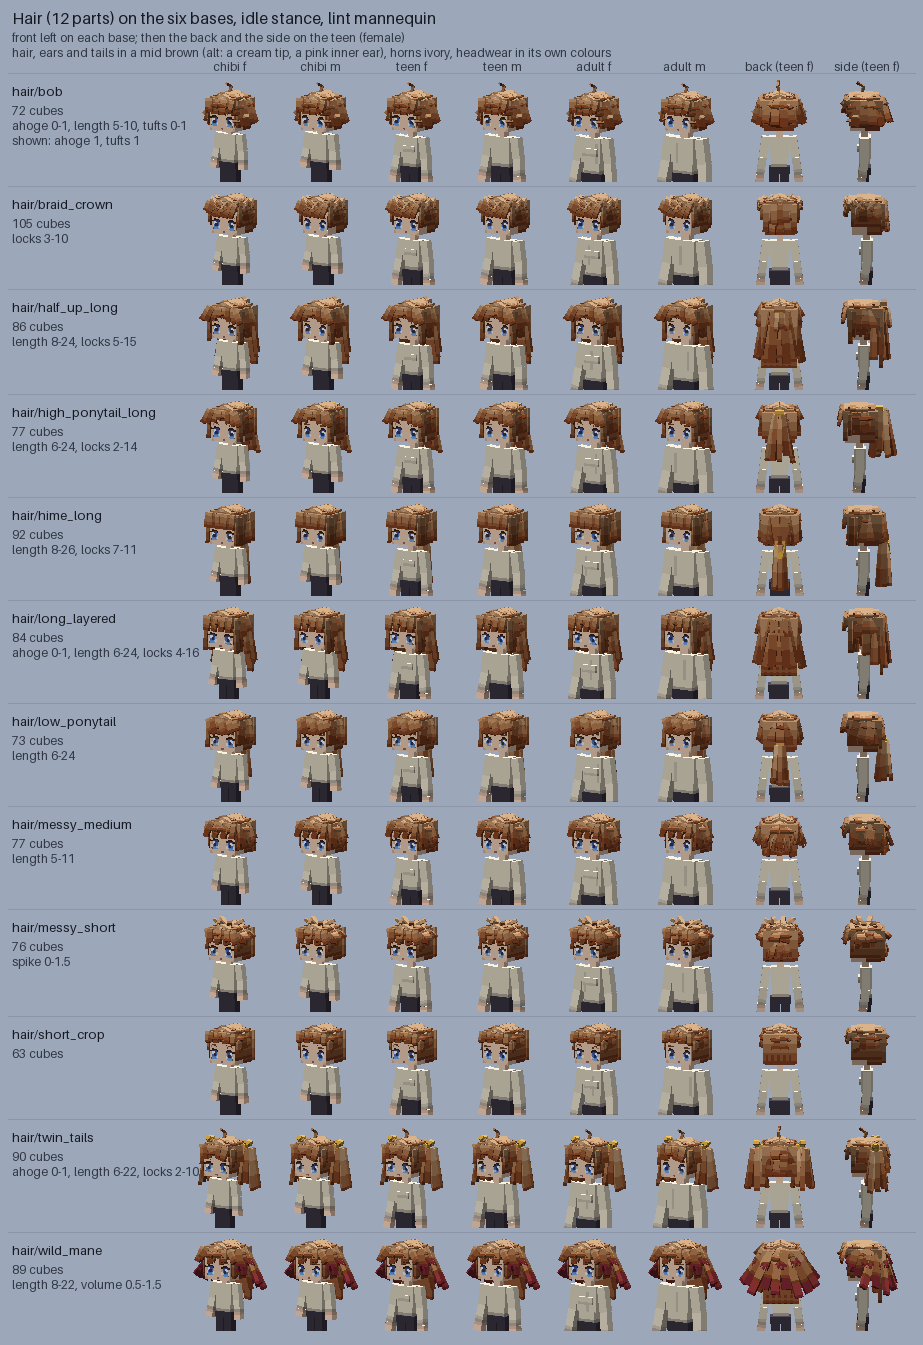 Hair (12 parts) on the six bases, idle stance, lint mannequin
front left on each base; then the back and the side on the teen (female)
hair, ears and tails in a mid brown (alt: a cream tip, a pink inner ear), horns ivory, headwear in its own colours
chibi f chibi m teen f teen m adult f adult m back (teen f) side (teen f)
hair/bob
72 cubes
ahoge 0-1, length 5-10, tufts 0-1
shown: ahoge 1, tufts 1
hair/braid_crown
105 cubes
locks 3-10
hair/half_up_long
86 cubes
length 8-24, locks 5-15
hair/high_ponytail_long
77 cubes
length 6-24, locks 2-14
hair/hime_long
92 cubes
length 8-26, locks 7-11
hair/long_layered
84 cubes
ahoge 0-1, length 6-24, locks 4-16
hair/low_ponytail
73 cubes
length 6-24
hair/messy_medium
77 cubes
length 5-11
hair/messy_short
76 cubes
spike 0-1.5
hair/short_crop
63 cubes
hair/twin_tails
90 cubes
ahoge 0-1, length 6-22, locks 2-10
hair/wild_mane
89 cubes
length 8-22, volume 0.5-1.5